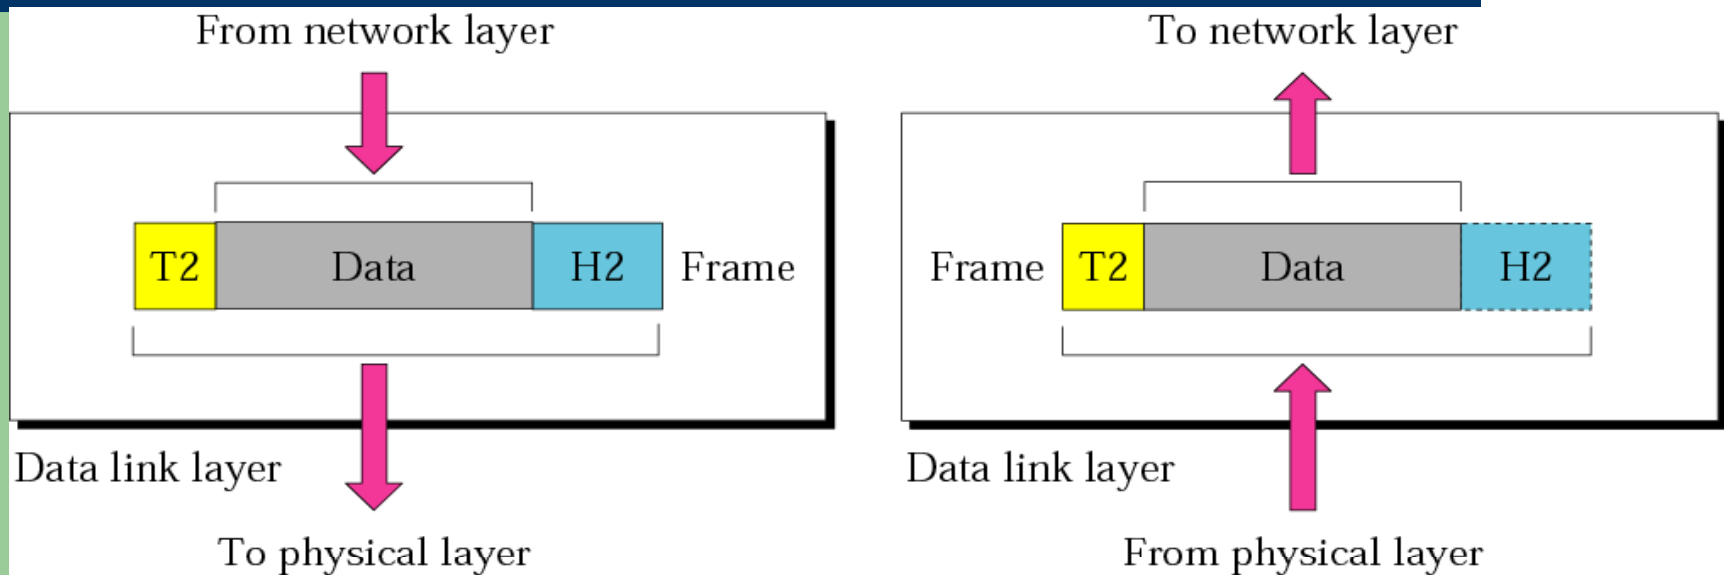 From network layer
T2 Data H2 Frame
Data link layer
To physical layer
To network layer
Frame T2 Data H2
Data link layer
From physical layer